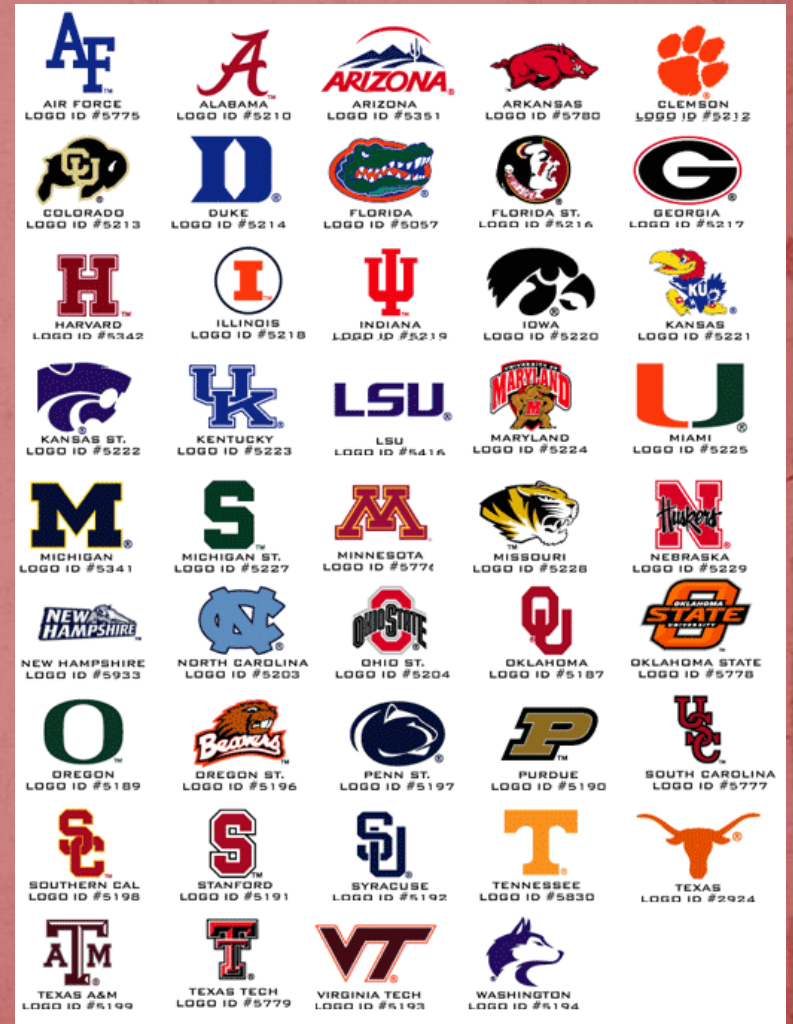 AF
AIR FORCE
LOGO ID #5775
A
ALABAMA
LOGO ID #5210
ARIZONA
ARIZONA
LOGO ID #5351
ARKANSAS
LOGO ID #5780
CLEMSON
LOGO ID #5212
CU
COLORADO
LOGO ID #5213
D
DUKE
LOGO ID #5214
FLORIDA
LOGO ID #5057
FLORIDA ST.
LOGO ID #5216
G
GEORGIA
LOGO ID #5217
H
HARVARD
LOGO ID #5342
I
ILLINOIS
LOGO ID #5218
IU
INDIANA
LOGO ID #5219
IOWA
LOGO ID #5220
KU
KANSAS
LOGO ID #5221
KANSAS ST.
LOGO ID #5222
UK
KENTUCKY
LOGO ID #5223
LSU
LSU
LOGO ID #5416
UNIVERSITY OF
MARYLAND
M
MARYLAND
LOGO ID #5224
U
MIAMI
LOGO ID #5225
M
MICHIGAN
LOGO ID #5341
S
MICHIGAN ST.
LOGO ID #5227
M
MINNESOTA
LOGO ID
MISSOURI
LOGO ID #5228
N
Huskers
NEBRASKA
LOGO ID #5229
NEW
HAMPSHIRE
NEW HAMPSHIRE
LOGO ID #5933
NC
NORTH CAROLINA
LOGO ID #5203
OHIO STATE
OHIO ST.
LOGO ID #5204
OU
OKLAHOMA
LOGO ID #5187
OKLAHOMA
STATE
UNIVERSITY
OKLAHOMA STATE
LOGO ID #5778
O
OREGON
LOGO ID #5189
Beavers
OREGON ST.
LOGO ID #5196
PENN ST.
LOGO ID #5197
P
PURDUE
LOGO ID #5190
USC
SOUTH CAROLINA
LOGO ID #5777
SC
SOUTHERN CAL
LOGO ID #5198
S
STANFORD
LOGO ID #5191
SU
SYRACUSE
LOGO ID #5192
T
TENNESSEE
LOGO ID #5830
TEXAS
LOGO ID #2924
ATM
TEXAS A&M
LOGO ID #5199
TT
TEXAS TECH
LOGO ID #5779
VT
VIRGINIA TECH
LOGO ID #5193
WASHINGTON
LOGO ID #5194